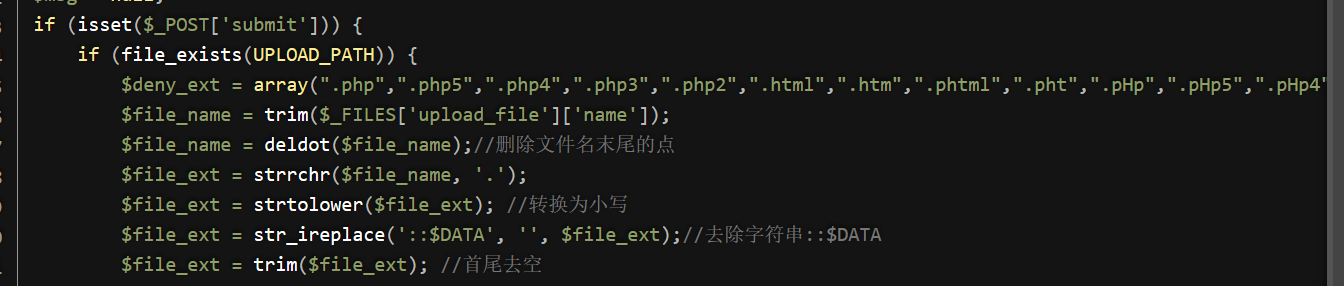 if (isset($_POST['submit'])) {
if (file_exists(UPLOAD_PATH)) {
$deny_ext = array(".php",".php5",".php4",".php3",".php2",".html",".htm",".phtml",".pht",".pHp",".pHp5",".pHp4"
$file_name = trim($_FILES['upload_file']['name']);
$file_name = deldot($file_name);//删除文件名末尾的点
$file_ext = strrchr($file_name, '.');
$file_ext = strtolower($file_ext); //转换为小写
$file_ext = str_ireplace('::$DATA', '', $file_ext);//去除字符串::$DATA
$file_ext = trim($file_ext); //首尾去空